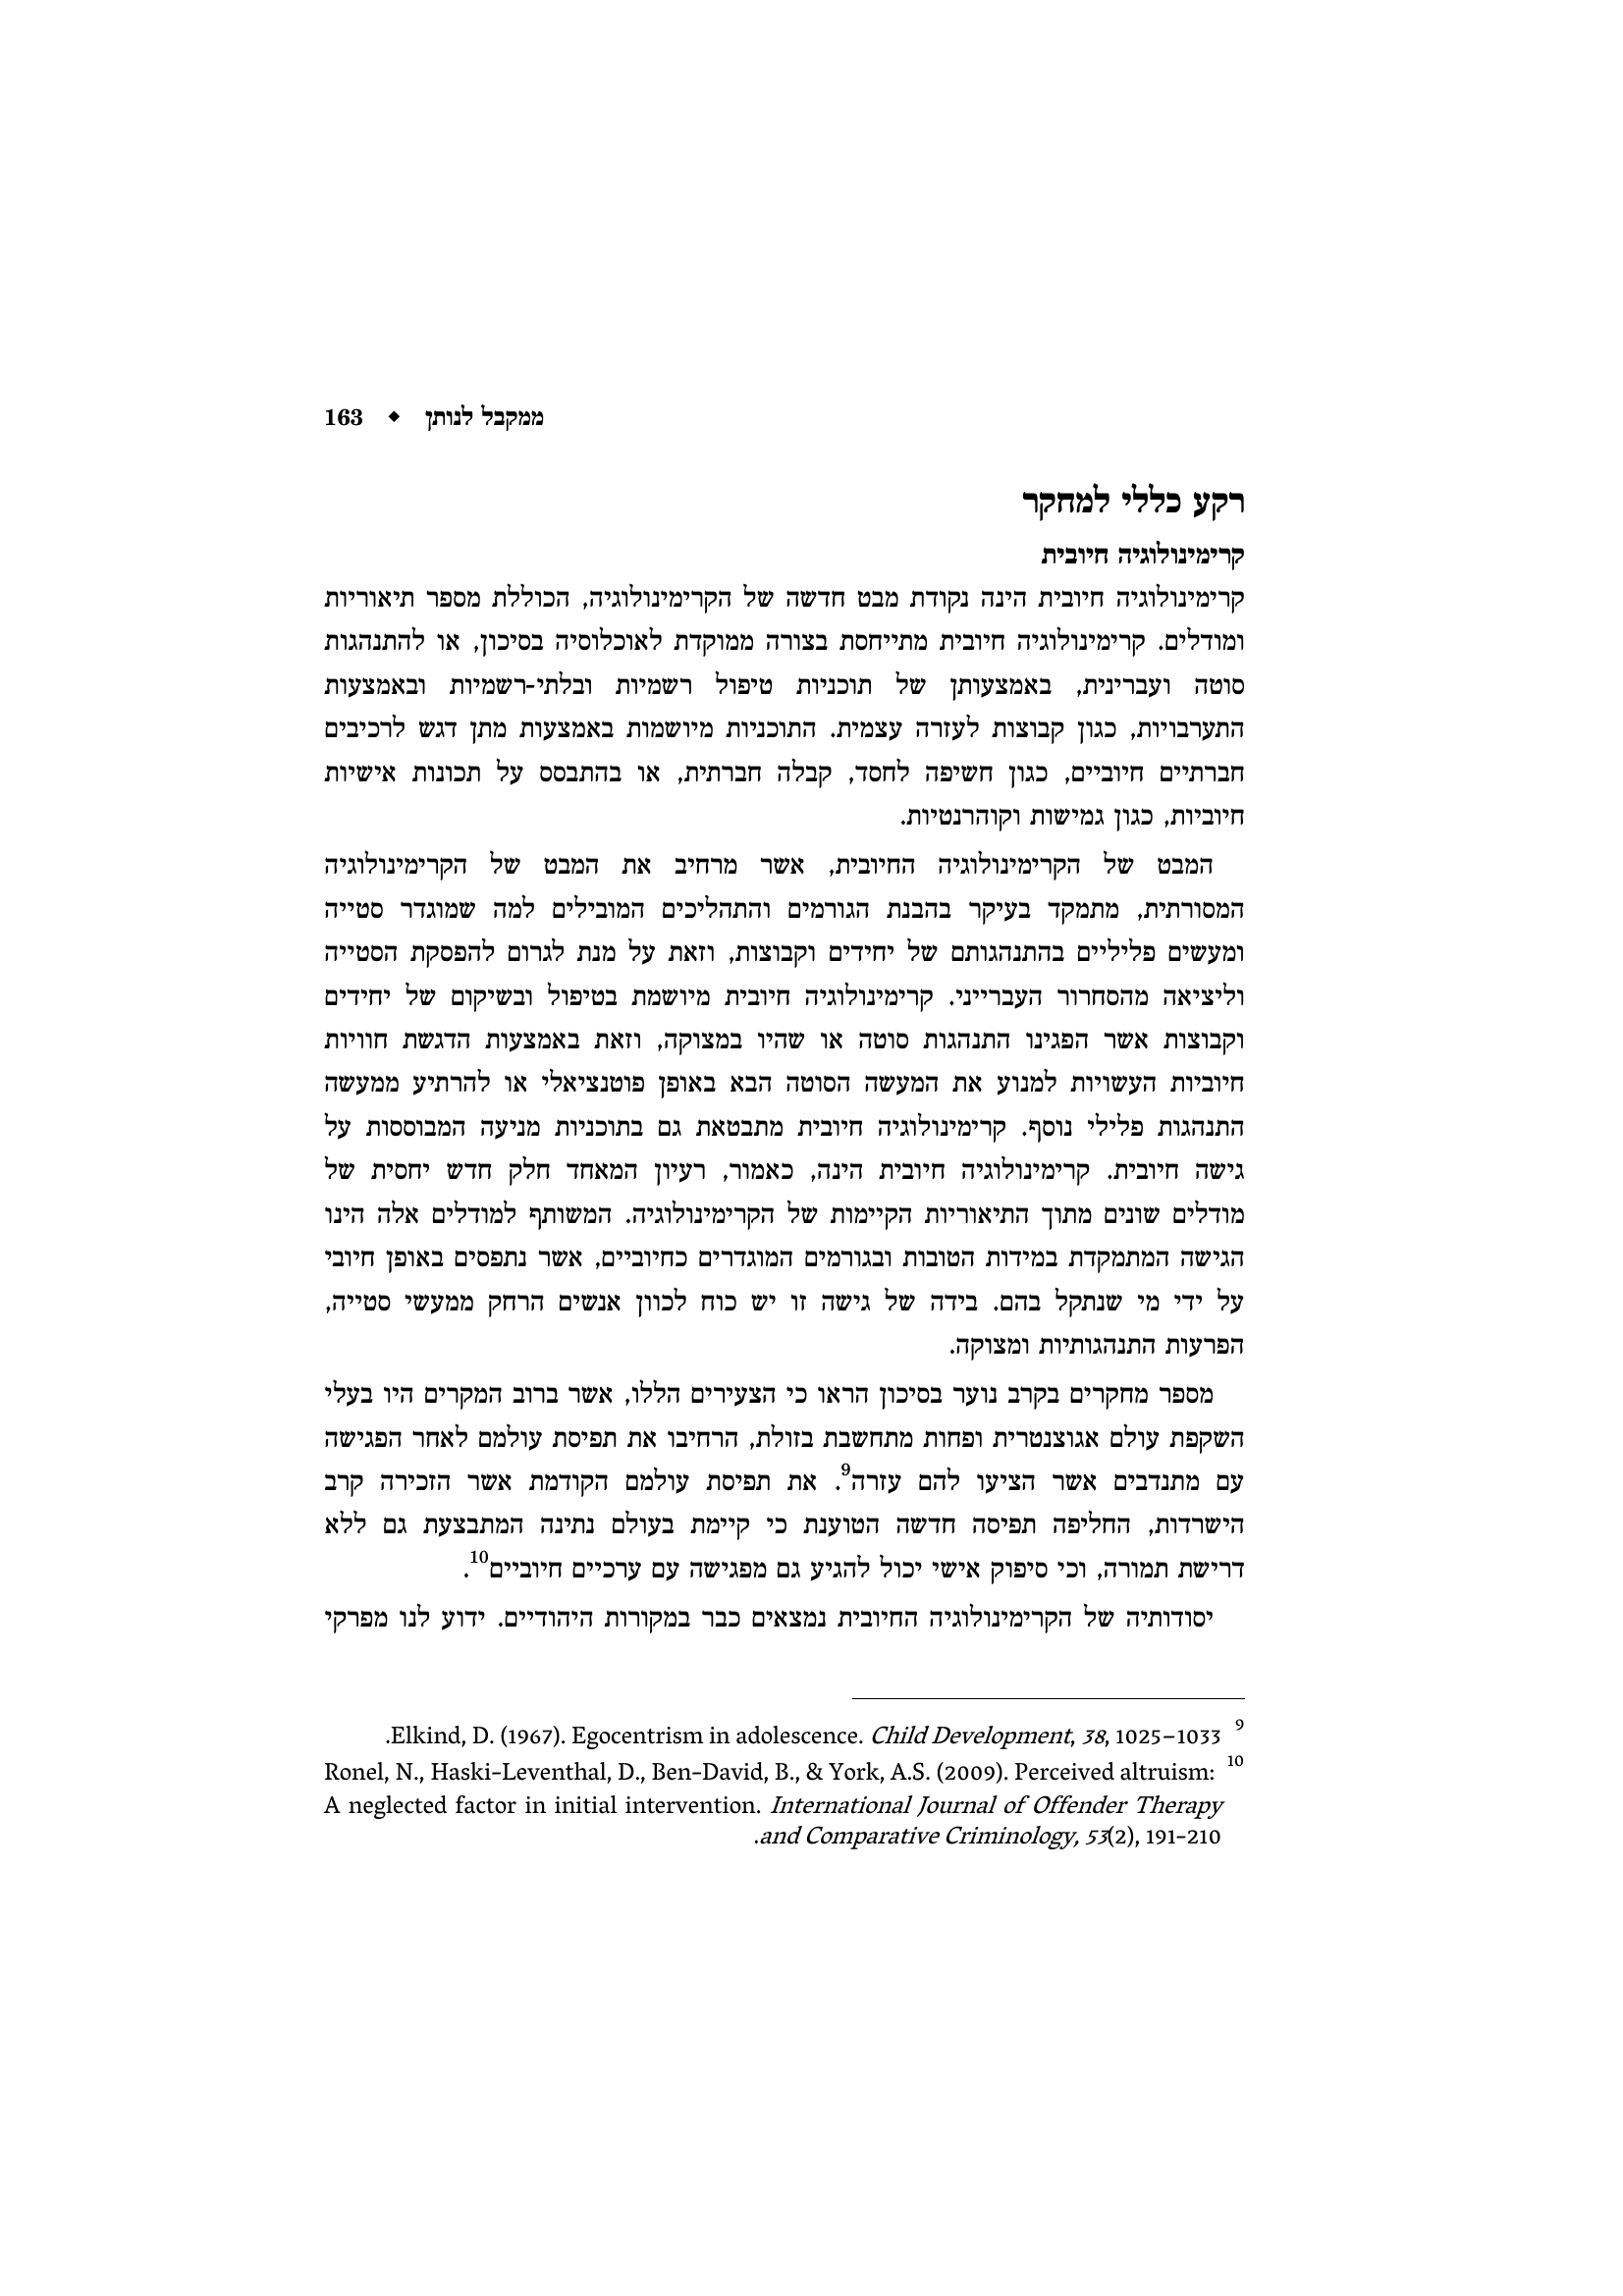 ממקבל לנותן ◆ 163
רקע כללי למחקר
קרימינולוגיה חיובית
קרימינולוגיה חיובית הינה נקודת מבט חדשה של הקרימינולוגיה, הכוללת מספר תיאוריות
ומודלים. קרימינולוגיה חיובית מתייחסת בצורה ממוקדת לאוכלוסיה בסיכון, או להתנהגות
סוטה ועברינית, באמצעותן של תוכניות טיפול רשמיות ובלתי-רשמיות ובאמצעות
התערבויות, כגון קבוצות לעזרה עצמית. התוכניות מיושמות באמצעות מתן דגש לרכיבים
חברתיים חיוביים, כגון חשיפה לחסד, קבלה חברתית, או בהתבסס על תכונות אישיות
חיוביות, כגון גמישות וקוהרנטיות.
המבט של הקרימינולוגיה החיובית, אשר מרחיב את המבט של הקרימינולוגיה
המסורתית, מתמקד בעיקר בהבנת הגורמים והתהליכים המובילים למה שמוגדר סטייה
ומעשים פליליים בהתנהגותם של יחידים וקבוצות, וזאת על מנת לגרום להפסקת הסטייה
וליציאה מהסחרור העברייני. קרימינולוגיה חיובית מיושמת בטיפול ובשיקום של יחידים
וקבוצות אשר הפגינו התנהגות סוטה או שהיו במצוקה, וזאת באמצעות הדגשת חוויות
חיוביות העשויות למנוע את המעשה הסוטה הבא באופן פוטנציאלי או להרתיע ממעשה
התנהגות פלילי נוסף. קרימינולוגיה חיובית מתבטאת גם בתוכניות מניעה המבוססות על
גישה חיובית. קרימינולוגיה חיובית הינה, כאמור, רעיון המאחד חלק חדש יחסית של
מודלים שונים מתוך התיאוריות הקיימות של הקרימינולוגיה. המשותף למודלים אלה הינו
הגישה המתמקדת במידות הטובות ובגורמים המוגדרים כחיוביים, אשר נתפסים באופן חיובי
על ידי מי שנתקל בהם. בידה של גישה זו יש כוח לכוון אנשים הרחק ממעשי סטייה,
הפרעות התנהגותיות ומצוקה.
מספר מחקרים בקרב נוער בסיכון הראו כי הצעירים הללו, אשר ברוב המקרים היו בעלי
השקפת עולם אגוצנטרית ופחות מתחשבת בזולת, הרחיבו את תפיסת עולמם לאחר הפגישה
עם מתנדבים אשר הציעו להם עזרה⁹. את תפיסת עולמם הקודמת אשר הזכירה קרב
הישרדות, החליפה תפיסה חדשה הטוענת כי קיימת בעולם נתינה המתבצעת גם ללא
דרישת תמורה, וכי סיפוק אישי יכול להגיע גם מפגישה עם ערכיים חיוביים¹⁰.
יסודותיה של הקרימינולוגיה החיובית נמצאים כבר במקורות היהודיים. ידוע לנו מפרקי
⁹ Elkind, D. (1967). Egocentrism in adolescence. Child Development, 38, 1025–1033.
¹⁰ Ronel, N., Haski-Leventhal, D., Ben-David, B., & York, A.S. (2009). Perceived altruism:
A neglected factor in initial intervention. International Journal of Offender Therapy
and Comparative Criminology, 53(2), 191-210.